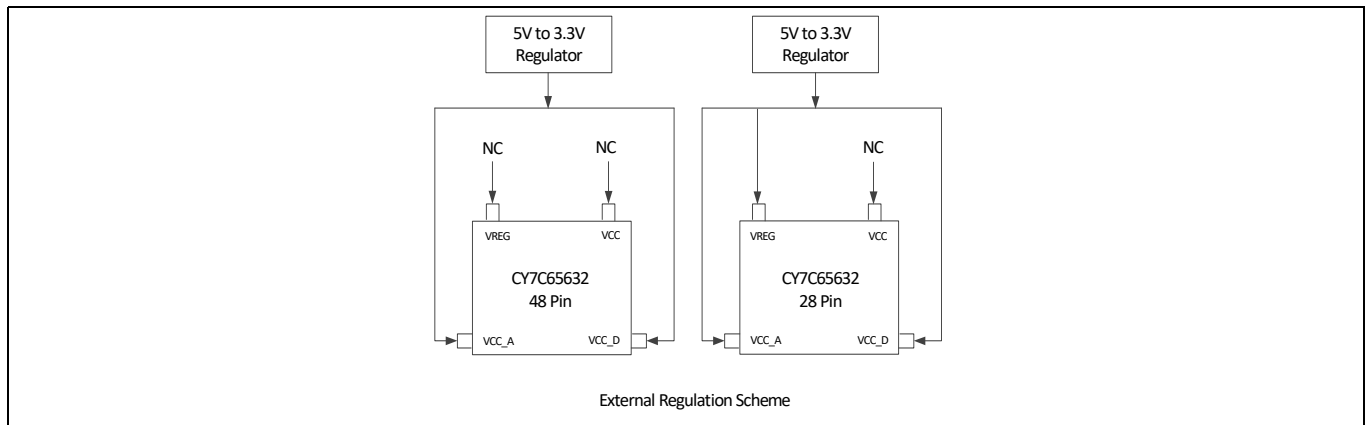 5V to 3.3V
Regulator
NC
NC
VREG
VCC
CY7C65632
48 Pin
VCC_A
VCC_D
5V to 3.3V
Regulator
NC
VREG
VCC
CY7C65632
28 Pin
VCC_A
VCC_D
External Regulation Scheme